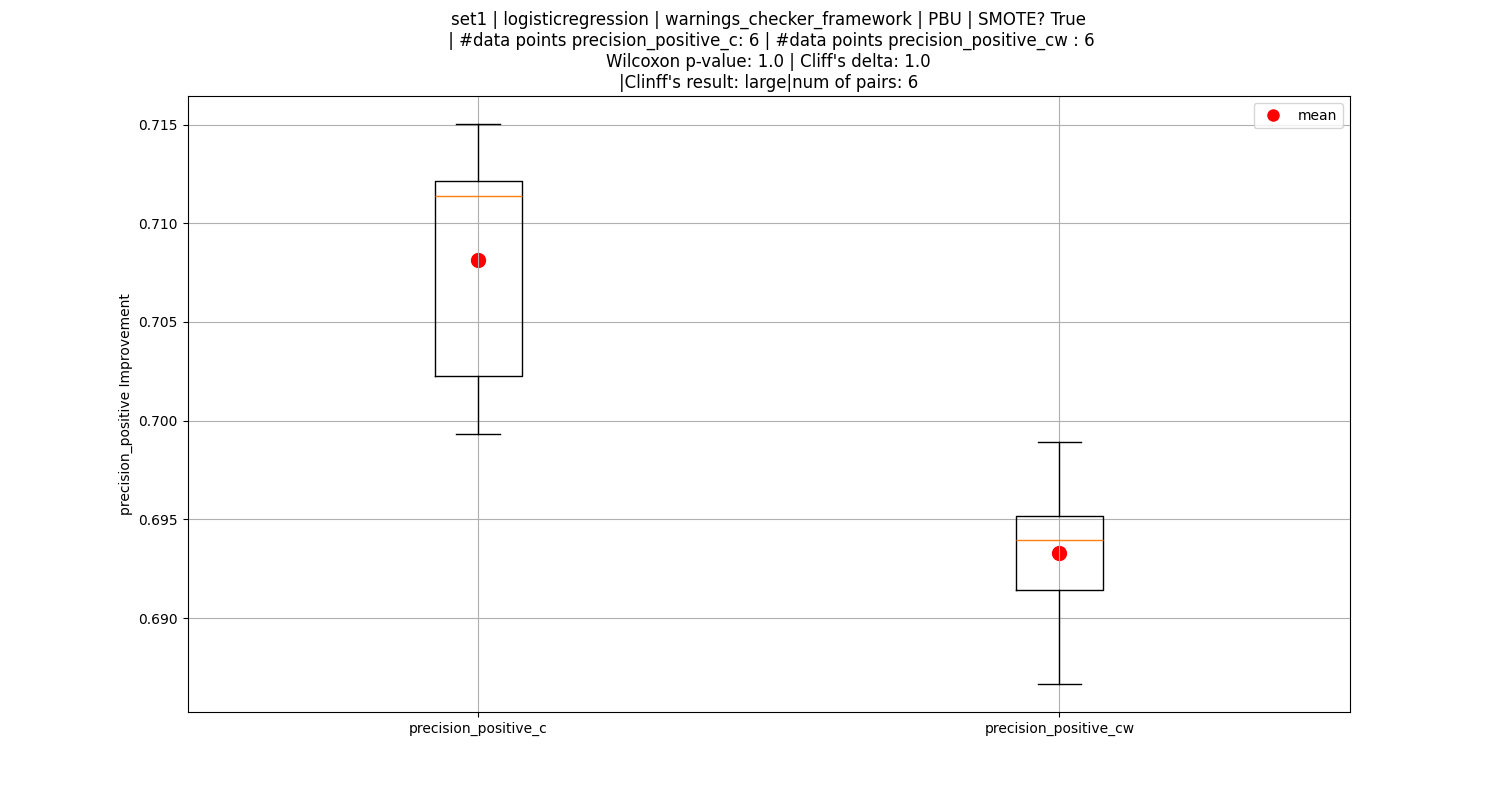 set1 | logisticregression | warnings_checker_framework | PBU | SMOTE? True
| #data points precision_positive_c: 6 | #data points precision_positive_cw : 6
Wilcoxon p-value: 1.0 | Cliff's delta: 1.0
|Clinff's result: large|num of pairs: 6
mean
0.715
0.710
0.705
0.700
0.695
0.690
precision_positive Improvement
precision_positive_c
precision_positive_cw